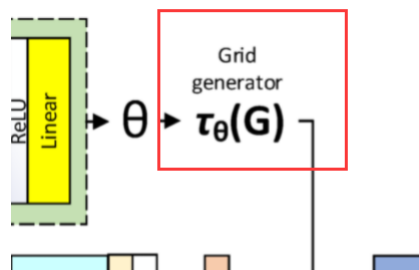 ReLU
Linear
θ
Grid
generator
τθ(G)